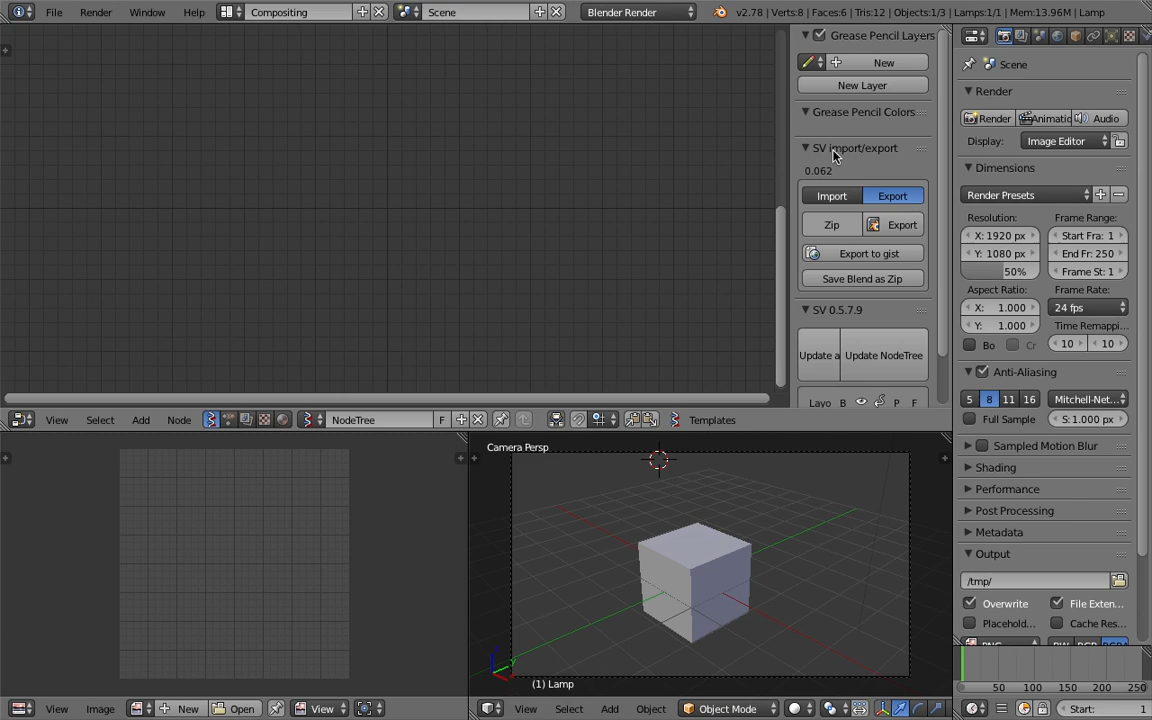 File Render Window Help Compositing Scene Blender Render v2.78 | Verts:8 | Faces:6 | Tris:12 | Objects:1/3 | Lamps:1/1 | Mem:13.96M | Lamp
Grease Pencil Layers
New
New Layer
Grease Pencil Colors
SV import/export
0.062
Import Export
Zip Export
Export to gist
Save Blend as Zip
SV 0.5.7.9
Update a Update NodeTree
Layo B P F
Scene
Render
Render Animatic Audio
Display: Image Editor
Dimensions
Render Presets
Resolution: Frame Range:
X: 1920 px Start Fra: 1
Y: 1080 px End Fr: 250
50% Frame St: 1
Aspect Ratio: Frame Rate:
X: 1.000 24 fps
Y: 1.000 Time Remappi...
Bo Cr 10 10
Anti-Aliasing
5 8 11 16 Mitchell-Net...
Full Sample S: 1.000 px
Sampled Motion Blur
Shading
Performance
Post Processing
Metadata
Output
/tmp/
Overwrite File Exten...
Placehold... Cache Res...
View Select Add Node NodeTree F Templates
Camera Persp
(1) Lamp
View Image New Open View
View Select Add Object Object Mode
0 50 100 150 200 250
Start: 1